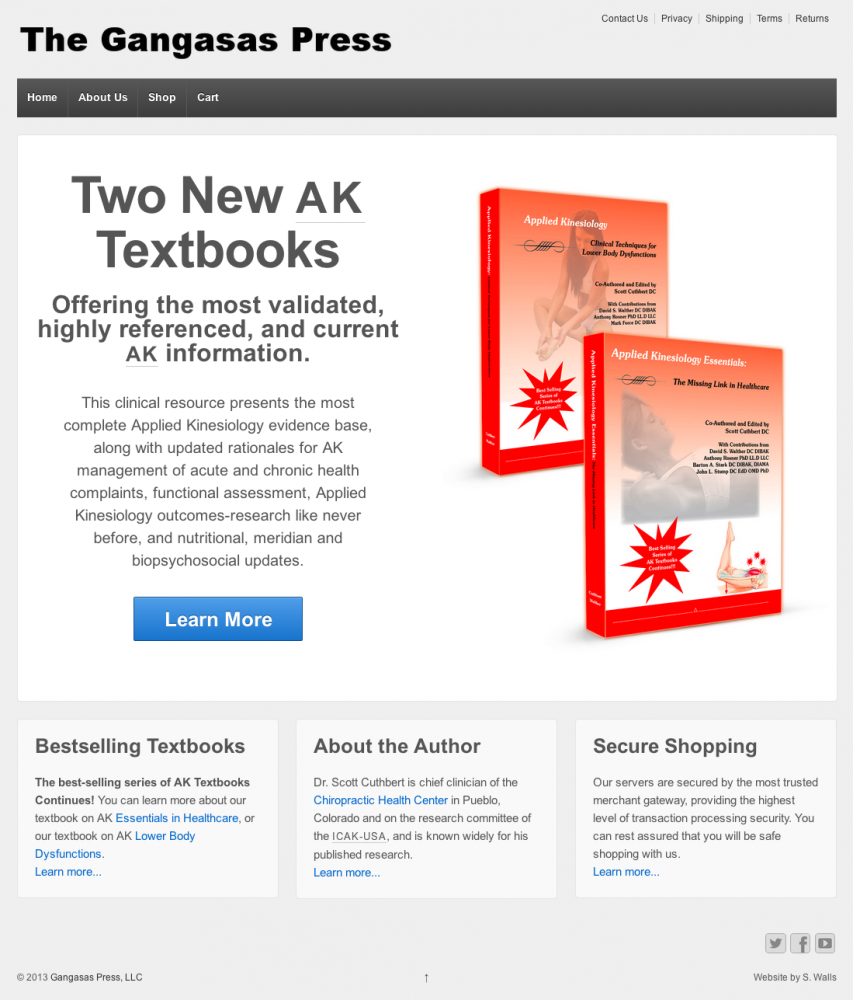 Contact Us
Privacy
Shipping
Terms
Returns
The Gangasas Press
Home
About Us
Shop
Cart
Two New AK
Textbooks
Offering the most validated,
highly referenced, and current
AK information.
This clinical resource presents the most
complete Applied Kinesiology evidence base,
along with updated rationales for AK
management of acute and chronic health
complaints, functional assessment, Applied
Kinesiology outcomes-research like never
before, and nutritional, meridian and
biopsychosocial updates.
Learn More
Applied Kinesiology
Clinical Techniques for
Lower Body Dysfunctions
Co-Authored and Edited by
Scott Cuthbert DC
With Contributions from
David S. Walther DC DIBAK
Anthony Rosner PhD LL.D LLC
Mark Force DC DIBAK
Best Selling
Series of
AK Textbooks
Continues!!!
Applied Kinesiology:
Applied Kinesiology Essentials:
The Missing Link in Healthcare
Co-Authored and Edited by
Scott Cuthbert DC
With Contributions from
David S. Walther DC DIBAK
Anthony Rosner PhD LL.D LLC
Barton A. Stark DC DIBAK, DIAMA
John L. Stump DC EdD OMD PhD
Best Selling
Series of
AK Textbooks
Continues!!!
Applied Kinesiology Essentials:
Bestselling Textbooks
The best-selling series of AK Textbooks
Continues! You can learn more about our
textbook on AK Essentials in Healthcare, or
our textbook on AK Lower Body
Dysfunctions.
Learn more...
About the Author
Dr. Scott Cuthbert is chief clinician of the
Chiropractic Health Center in Pueblo,
Colorado and on the research committee of
the ICAK-USA, and is known widely for his
published research.
Learn more...
Secure Shopping
Our servers are secured by the most trusted
merchant gateway, providing the highest
level of transaction processing security. You
can rest assured that you will be safe
shopping with us.
Learn more...
© 2013 Gangasas Press, LLC
↑
Website by S. Walls